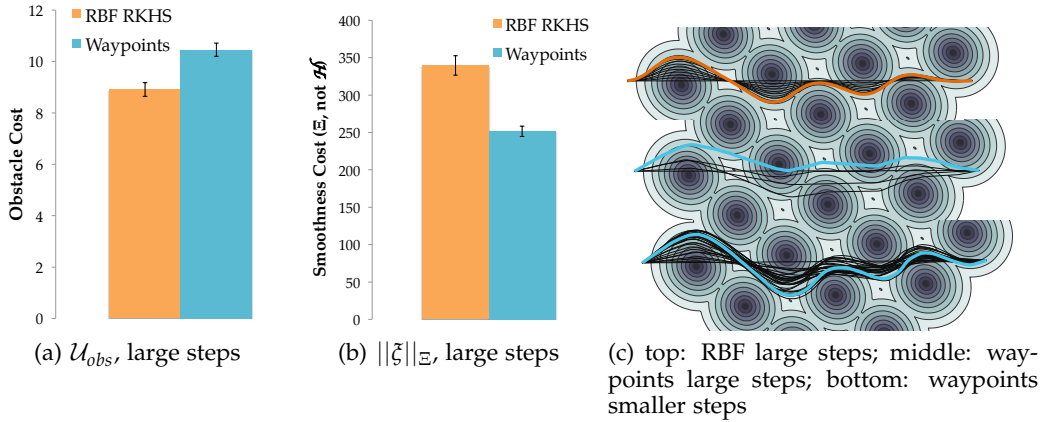 RBF RKHS
Waypoints
12
10
8
6
4
2
0
Obstacle Cost
(a) 𝒰obs, large steps
RBF RKHS
Waypoints
400
350
300
250
200
150
100
50
0
Smoothness Cost (Ξ, not ℋ)
(b) ||ξ||Ξ, large steps
(c) top: RBF large steps; middle: way-
points large steps; bottom: waypoints
smaller steps